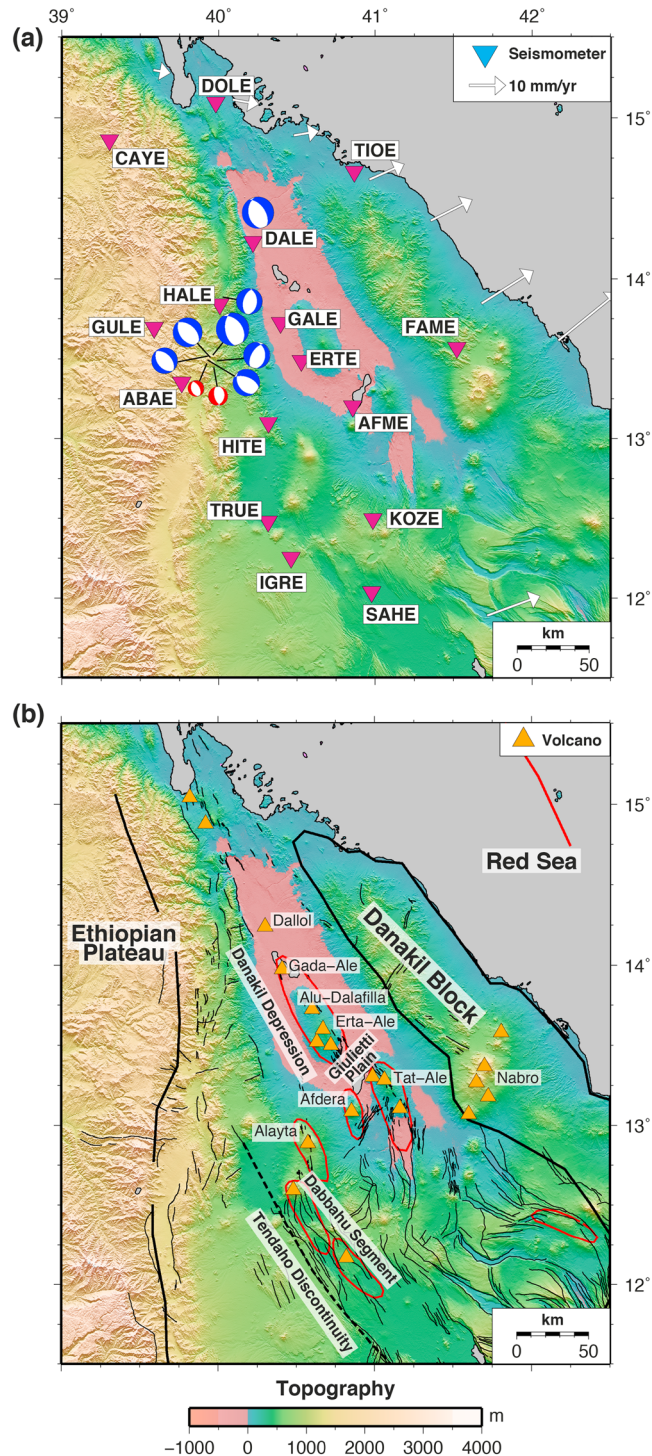 39° 40° 41° 42°
(a)
Seismometer
10 mm/yr
DOLE
15°
CAYE
TIOE
DALE
14°
HALE
GULE
GALE
FAME
ERTE
ABAE
AFME
HITE
13°
TRUE
KOZE
IGRE
SAHE
12°
km
0 50
(b)
Volcano
15°
Red Sea
Ethiopian
Plateau
Dallol
Danakil Block
14°
Gada-Ale
Danakil Depression
Alu-Dalafilla
Erta-Ale
Giulietti
Plain
Tat-Ale
Nabro
Afdera
13°
Alayta
Dabbahu Segment
Tendaho Discontinuity
12°
km
0 50
Topography
m
−1000 0 1000 2000 3000 4000